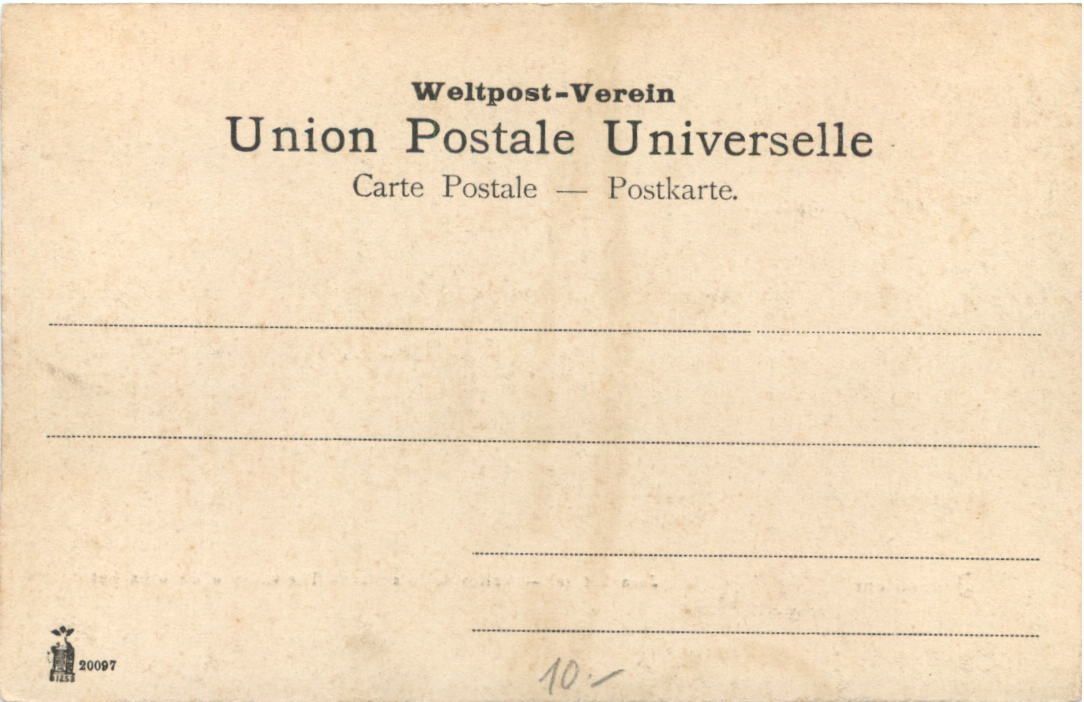 Weltpost-Verein
Union Postale Universelle
Carte Postale — Postkarte.
20097
10.-